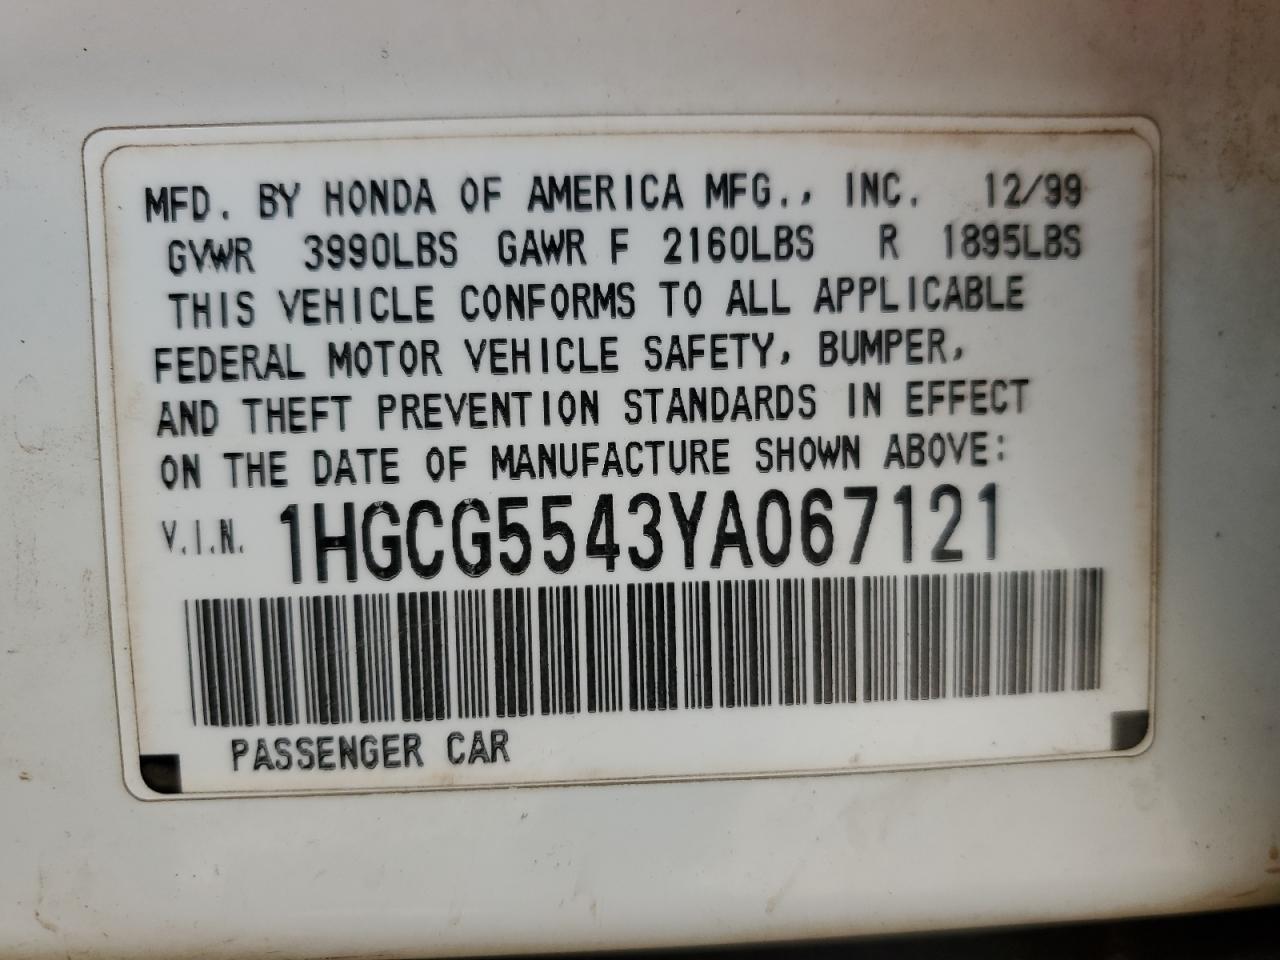 MFD. BY HONDA OF AMERICA MFG., INC. 12/99
GVWR 3990LBS GAWR F 2160LBS R 1895LBS
THIS VEHICLE CONFORMS TO ALL APPLICABLE
FEDERAL MOTOR VEHICLE SAFETY, BUMPER,
AND THEFT PREVENTION STANDARDS IN EFFECT
ON THE DATE OF MANUFACTURE SHOWN ABOVE:
V.I.N. 1HGCG5543YA067121
PASSENGER CAR